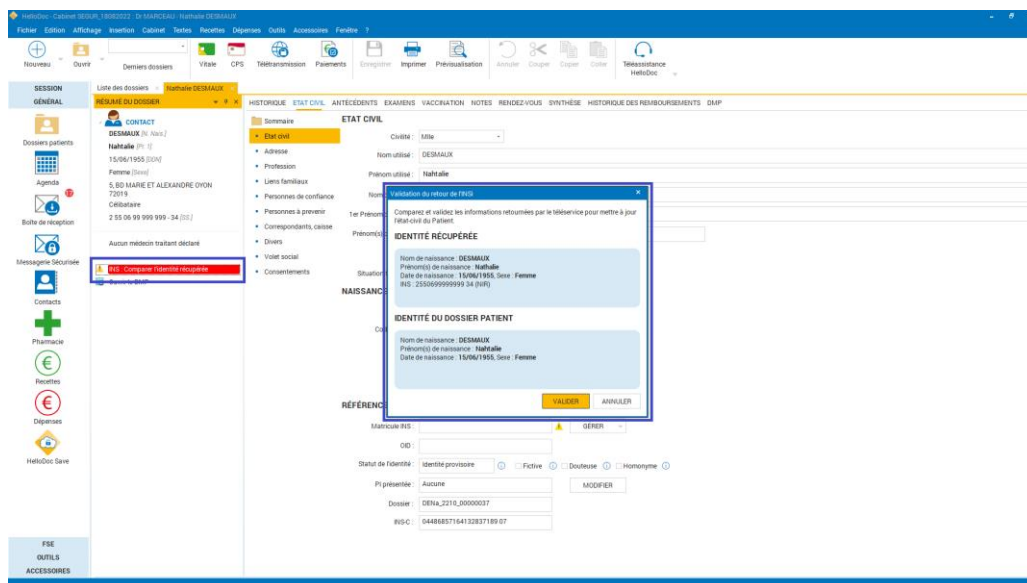 HelloDoc - Cabinet SEGUR_18082022 : Dr MARCEAU - Nathalie DESMAUX
Fichier Edition Affichage Insertion Cabinet Textes Recettes Dépenses Outils Accessoires Fenêtre ?
Nouveau Ouvrir Derniers dossiers Vitale CPS Télétransmission Paiements Enregistrer Imprimer Prévisualisation Annuler Couper Copier Coller Téléassistance
HelloDoc
SESSION
GÉNÉRAL
Dossiers patients
Agenda
Boîte de réception
Messagerie Sécurisée
Contacts
Pharmacie
Recettes
Dépenses
HelloDoc Save
FSE
OUTILS
ACCESSOIRES
Liste des dossiers Nathalie DESMAUX
RÉSUMÉ DU DOSSIER
CONTACT
DESMAUX [N. Nais.]
Nahtalie [Pr. 1]
15/06/1955 [DDN]
Femme [Sexe]
5, BD MARIE ET ALEXANDRE OYON
72019
Célibataire
2 55 06 99 999 999 - 34 [SS]
Aucun médecin traitant déclaré
INS : Comparer l'identité récupérée
HISTORIQUE ETAT CIVIL ANTÉCÉDENTS EXAMENS VACCINATION NOTES RENDEZ-VOUS SYNTHÈSE HISTORIQUE DES REMBOURSEMENTS DMP
Sommaire
Etat civil
Adresse
Profession
Liens familiaux
Personnes de confiance
Personnes à prevenir
Correspondants, caisse
Divers
Volet social
Consentements
ETAT CIVIL
Civilité : Mlle
Nom utilisé : DESMAUX
Prénom utilisé : Nahtalie
Nom
1er Prénom
Prénom(s)
Situation
NAISSANCE
Validation du retour de l'INSi
Comparez et validez les informations retournées par le téléservice pour mettre à jour
l'état-civil du Patient.
IDENTITÉ RÉCUPÉRÉE
Nom de naissance : DESMAUX
Prénom(s) de naissance : Nathalie
Date de naissance : 15/06/1955, Sexe : Femme
INS : 2550699999999 34 (NIR)
IDENTITÉ DU DOSSIER PATIENT
Nom de naissance : DESMAUX
Prénom(s) de naissance : Nahtalie
Date de naissance : 15/06/1955, Sexe : Femme
VALIDER ANNULER
RÉFÉRENC
Matricule INS : GÉRER
OID :
Statut de l'identité : Identité provisoire Fictive Douteuse Homonyme
PI présentée : Aucune MODIFIER
Dossier : DENa_2210_00000037
INS-C : 04486857164132837189 07